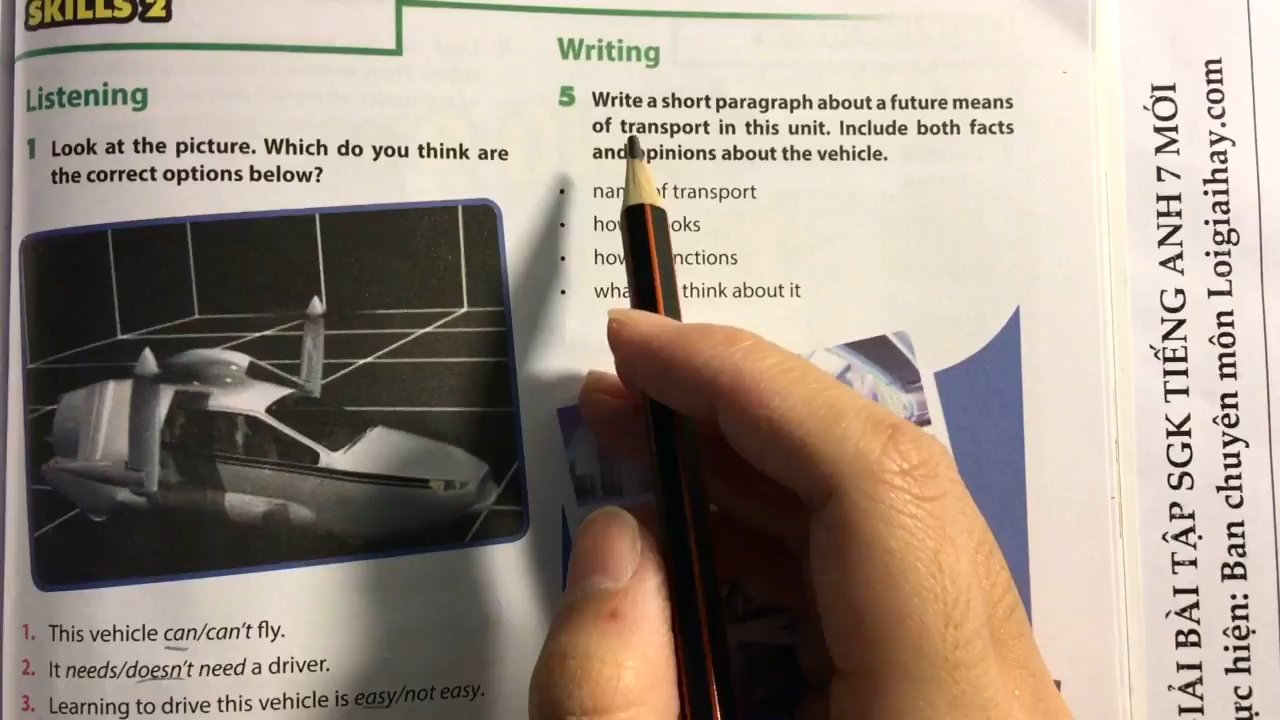 SKILLS 2
Listening
1 Look at the picture. Which do you think are
the correct options below?
1. This vehicle can/can't fly.
2. It needs/doesn't need a driver.
3. Learning to drive this vehicle is easy/not easy.
Writing
5 Write a short paragraph about a future means
of transport in this unit. Include both facts
and opinions about the vehicle.
• of transport
•
•
• think about it
IẢI BÀI TẬP SGK TIẾNG ANH 7 MỚI
ực hiện: Ban chuyên môn Loigiaihay.com